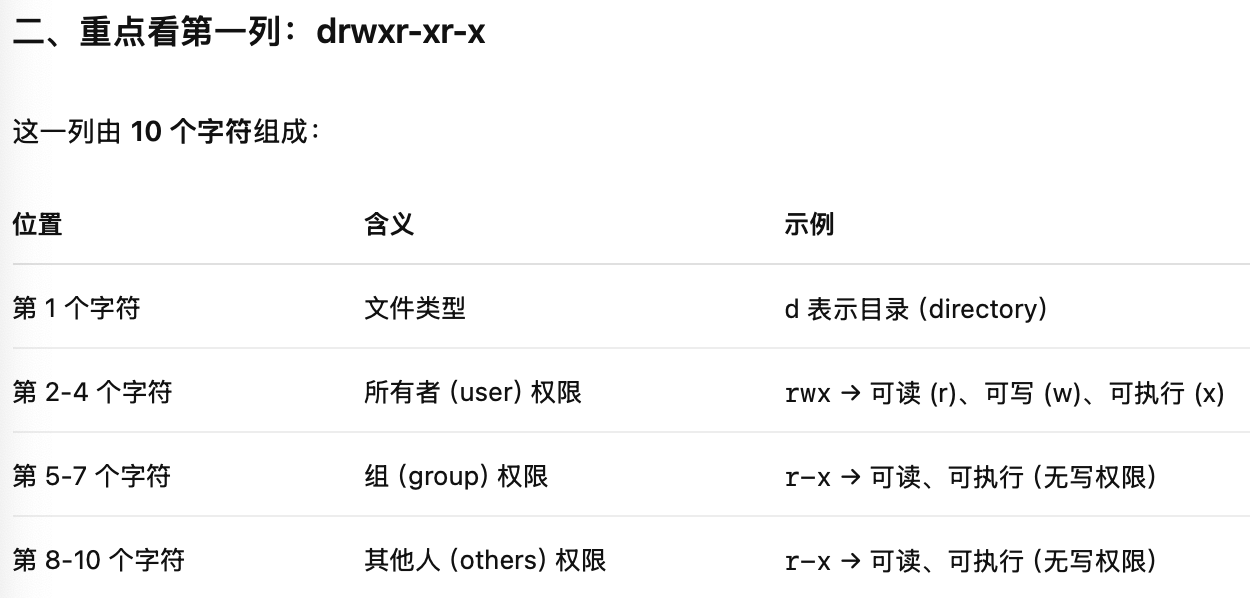 二、重点看第一列：drwxr-xr-x
这一列由 10 个字符组成：
位置 含义 示例
第 1 个字符 文件类型 d 表示目录（directory）
第 2-4 个字符 所有者（user）权限 rwx → 可读 (r)、可写 (w)、可执行 (x)
第 5-7 个字符 组（group）权限 r-x → 可读、可执行（无写权限）
第 8-10 个字符 其他人（others）权限 r-x → 可读、可执行（无写权限）